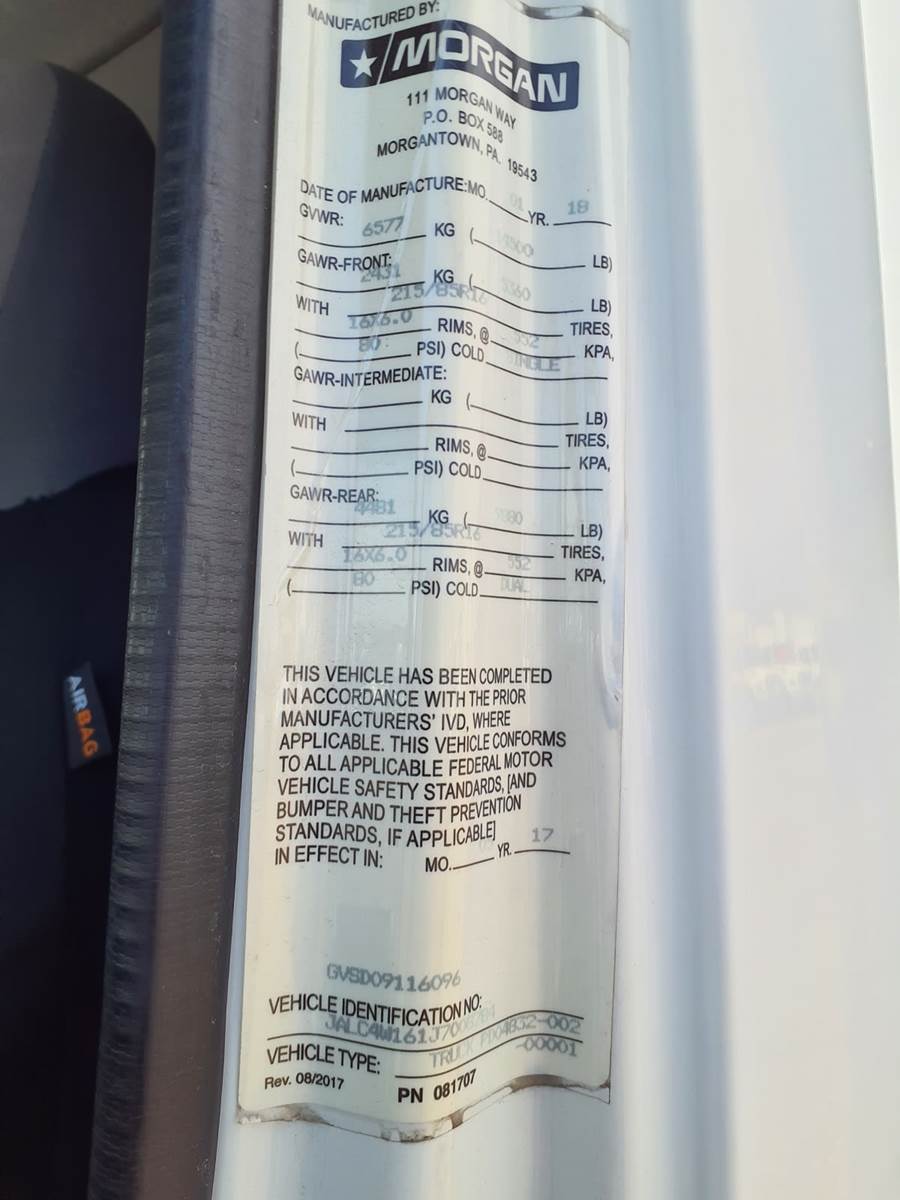 MANUFACTURED BY:
MORGAN
111 MORGAN WAY
P.O. BOX 588
MORGANTOWN, PA. 19543
DATE OF MANUFACTURE: MO. 01 YR. 18
GVWR: 6577 KG ( LB)
GAWR-FRONT: 2431 KG ( LB)
WITH 215/85R16 TIRES,
16X6.0 RIMS, @ 552 KPA,
( 80 PSI) COLD SINGLE
GAWR-INTERMEDIATE:
KG ( LB)
WITH TIRES,
RIMS, @ KPA,
( PSI) COLD
GAWR-REAR: 4481 KG ( LB)
WITH 215/85R16 TIRES,
16X6.0 RIMS, @ 552 KPA,
( 80 PSI) COLD DUAL
THIS VEHICLE HAS BEEN COMPLETED
IN ACCORDANCE WITH THE PRIOR
MANUFACTURERS' IVD, WHERE
APPLICABLE. THIS VEHICLE CONFORMS
TO ALL APPLICABLE FEDERAL MOTOR
VEHICLE SAFETY STANDARDS, [AND
BUMPER AND THEFT PREVENTION
STANDARDS, IF APPLICABLE]
IN EFFECT IN: MO. YR. 17
GVSD09116096
VEHICLE IDENTIFICATION NO:
VEHICLE TYPE: TRUCK
-00001
Rev. 08/2017 PN 081707
AIRBAG